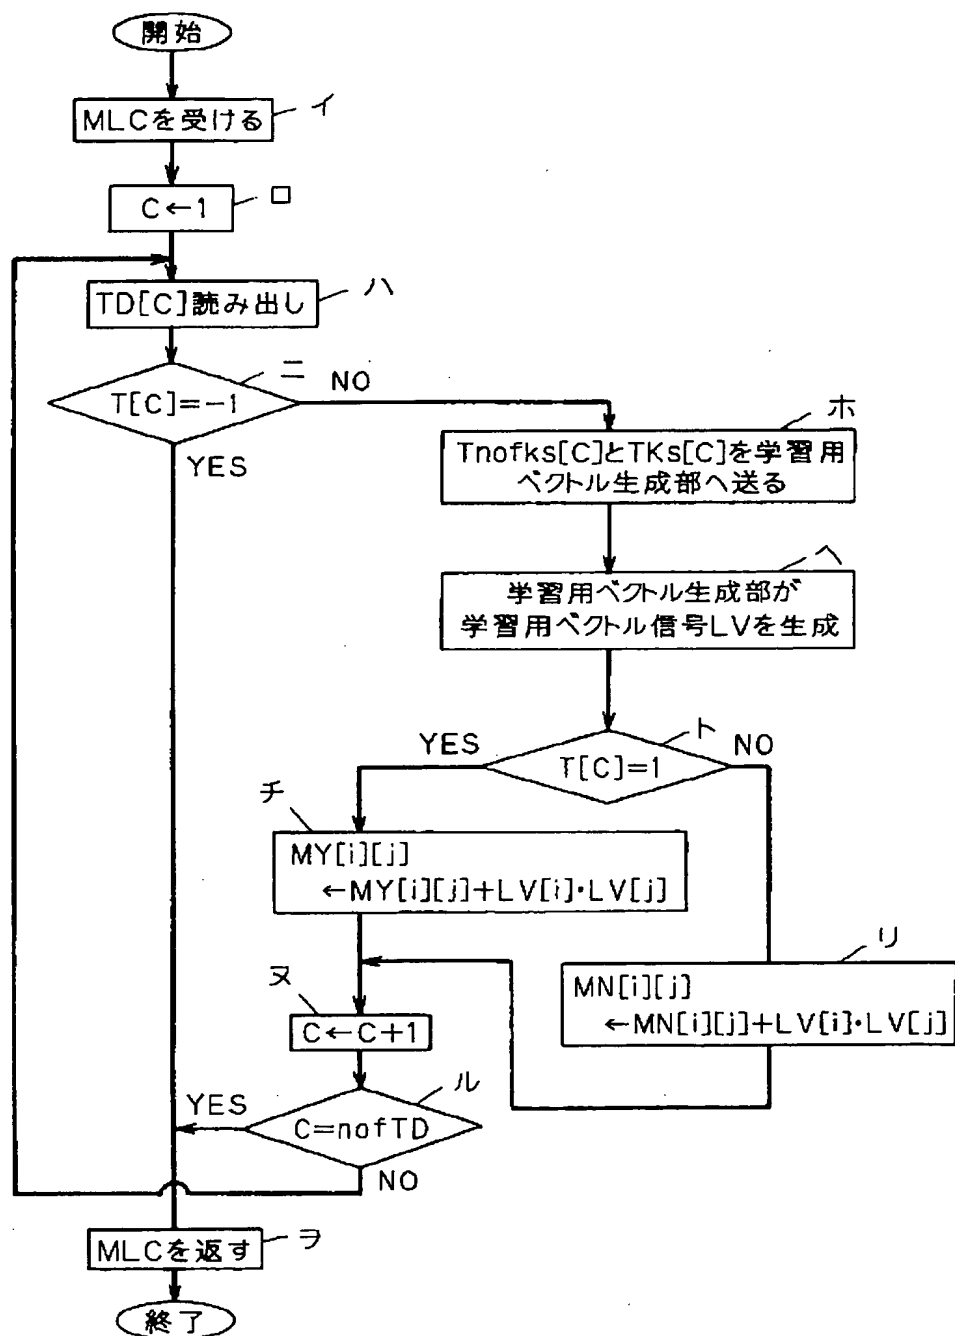 開始
イ
MLCを受ける
ロ
C←1
ハ
TD[C]読み出し
ニ
T[C]=-1
NO
YES
ホ
Tnofks[C]とTKs[C]を学習用
ベクトル生成部へ送る
ヘ
学習用ベクトル生成部が
学習用ベクトル信号LVを生成
ト
YES
NO
T[C]=1
チ
MY[i][j]
←MY[i][j]+LV[i]・LV[j]
リ
MN[i][j]
←MN[i][j]+LV[i]・LV[j]
ヌ
C←C+1
ル
YES
C=nofTD
NO
ヲ
MLCを返す
終了